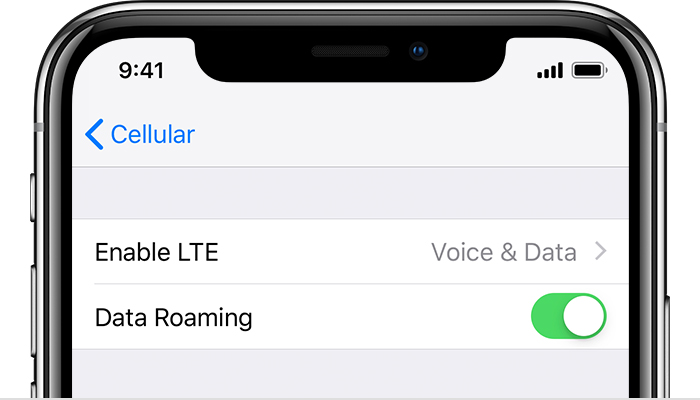 9:41
Cellular
Enable LTE Voice & Data
Data Roaming